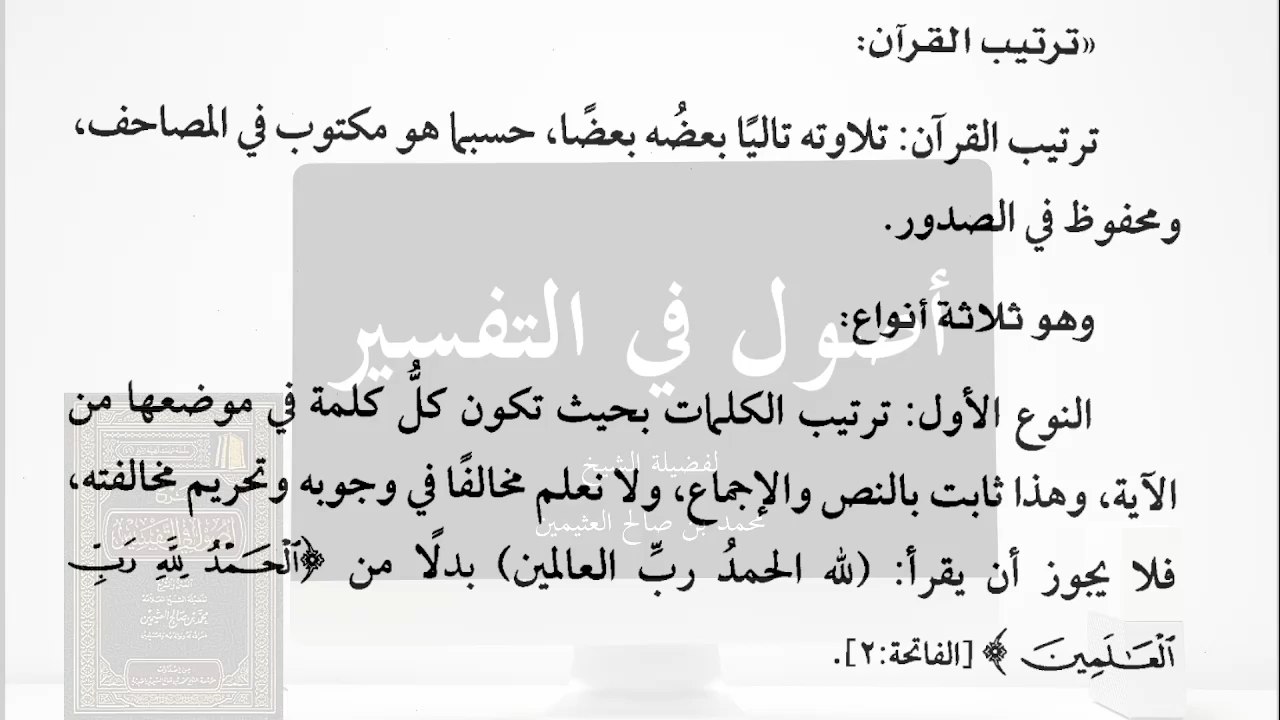 «ترتيب القرآن:
ترتيب القرآن: تلاوته تاليًا بعضُه بعضًا، حسبما هو مكتوب في المصاحف،
ومحفوظ في الصدور.
وهو ثلاثة أنواع:
أصول في التفسير
النوع الأول: ترتيب الكلمات بحيث تكون كلُّ كلمة في موضعها من
لفضيلة الشيخ
الآية، وهذا ثابت بالنص والإجماع، ولا نعلم مخالفًا في وجوبه وتحريم مخالفته،
محمد بن صالح العثيمين
فلا يجوز أن يقرأ: (لله الحمدُ ربِّ العالمين) بدلًا من ﴿ٱلْحَمْدُ لِلَّهِ رَبِّ
ٱلْعَـٰلَمِينَ﴾ [الفاتحة:٢].